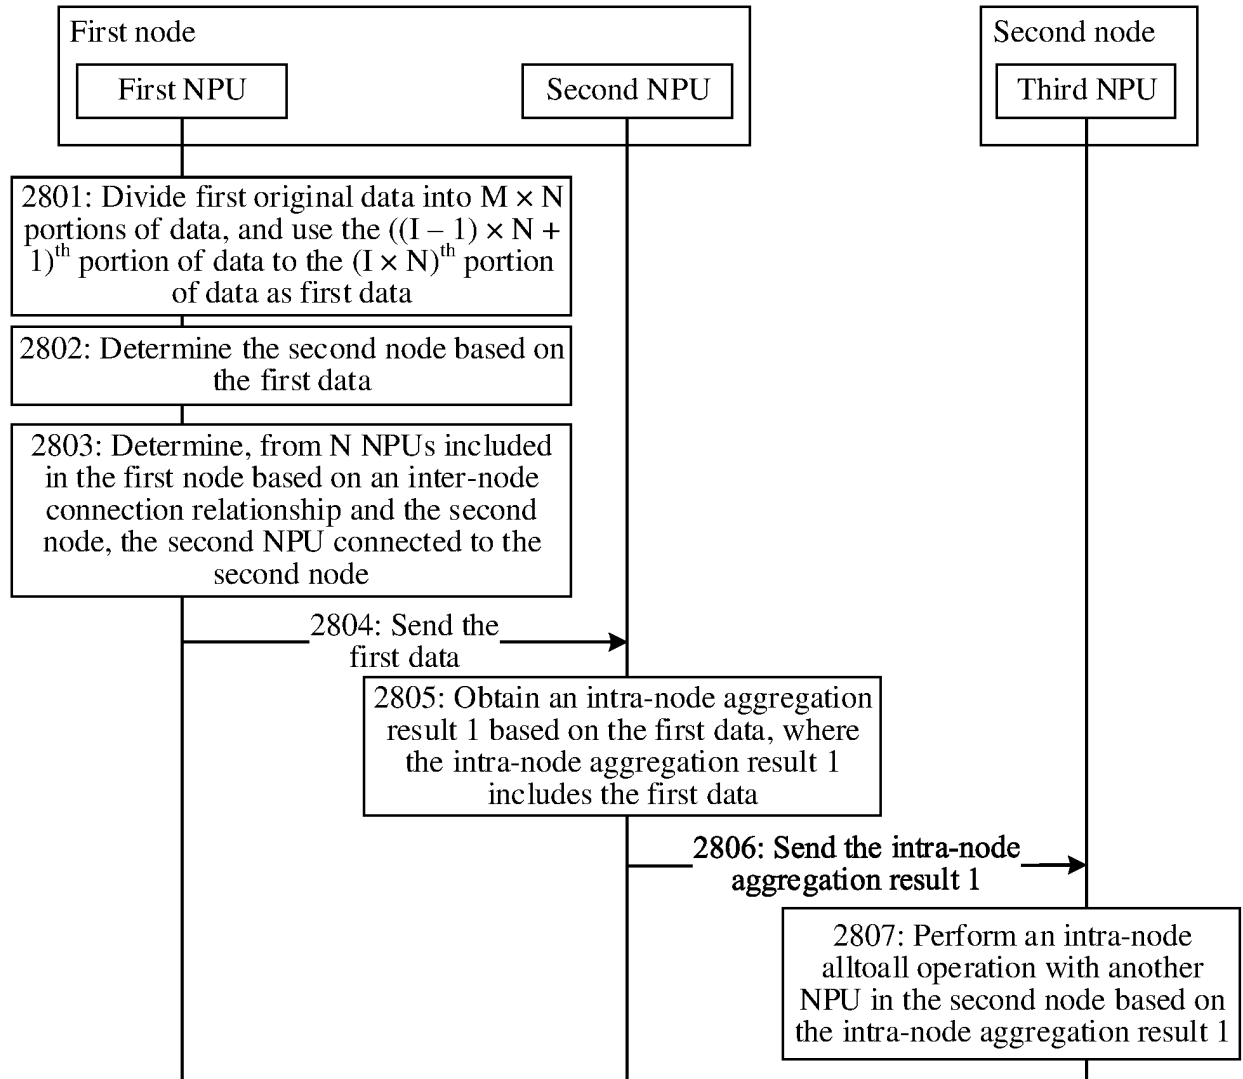 First node
Second node
First NPU
Second NPU
Third NPU
2801: Divide first original data into M × N
portions of data, and use the ((I – 1) × N +
1)th portion of data to the (I × N)th portion
of data as first data
2802: Determine the second node based on
the first data
2803: Determine, from N NPUs included
in the first node based on an inter-node
connection relationship and the second
node, the second NPU connected to the
second node
2804: Send the
first data
2805: Obtain an intra-node aggregation
result 1 based on the first data, where
the intra-node aggregation result 1
includes the first data
2806: Send the intra-node
aggregation result 1
2807: Perform an intra-node
alltoall operation with another
NPU in the second node based on
the intra-node aggregation result 1